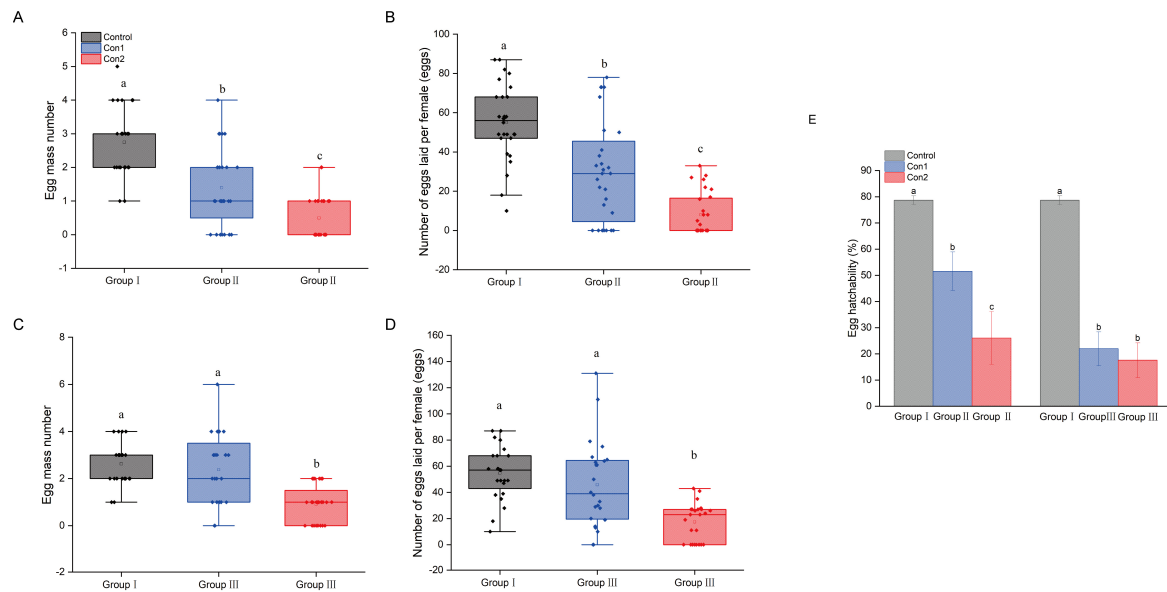 A
Egg mass number
6
5
4
3
2
1
0
-1
Control
Con1
Con2
a
b
c
Group Ⅰ
Group Ⅱ
Group Ⅱ
B
Number of eggs laid per female (eggs)
100
80
60
40
20
0
-20
a
b
c
Group Ⅰ
Group Ⅱ
Group Ⅱ
C
Egg mass number
8
6
4
2
0
-2
a
a
b
Group Ⅰ
Group Ⅲ
Group Ⅲ
D
Number of eggs laid per female (eggs)
160
140
120
100
80
60
40
20
0
-20
a
a
b
Group Ⅰ
Group Ⅲ
Group Ⅲ
E
Control
Con1
Con2
Egg hatchability (%)
90
80
70
60
50
40
30
20
10
0
a
b
c
a
b
b
Group Ⅰ
Group Ⅱ
Group Ⅱ
Group Ⅰ
GroupⅢ
Group Ⅲ